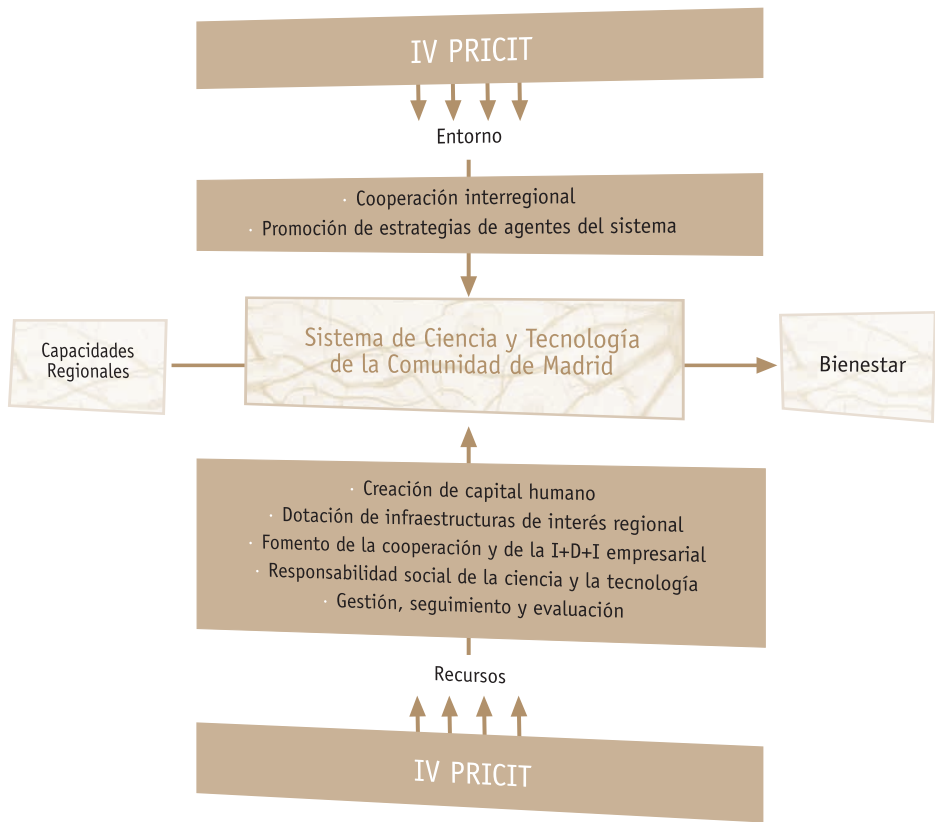 IV PRICIT
Entorno
· Cooperación interregional
· Promoción de estrategias de agentes del sistema
Capacidades
Regionales
Sistema de Ciencia y Tecnología
de la Comunidad de Madrid
Bienestar
· Creación de capital humano
· Dotación de infraestructuras de interés regional
· Fomento de la cooperación y de la I+D+I empresarial
· Responsabilidad social de la ciencia y la tecnología
· Gestión, seguimiento y evaluación
Recursos
IV PRICIT